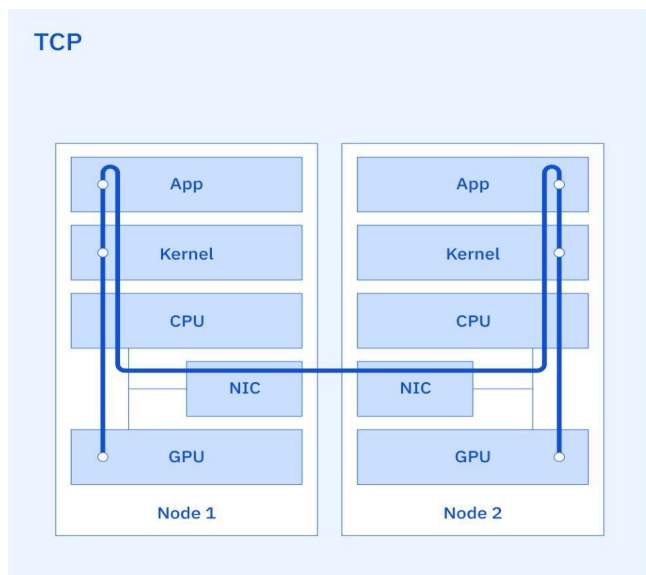 TCP
App
Kernel
CPU
NIC
GPU
Node 1
App
Kernel
CPU
NIC
GPU
Node 2